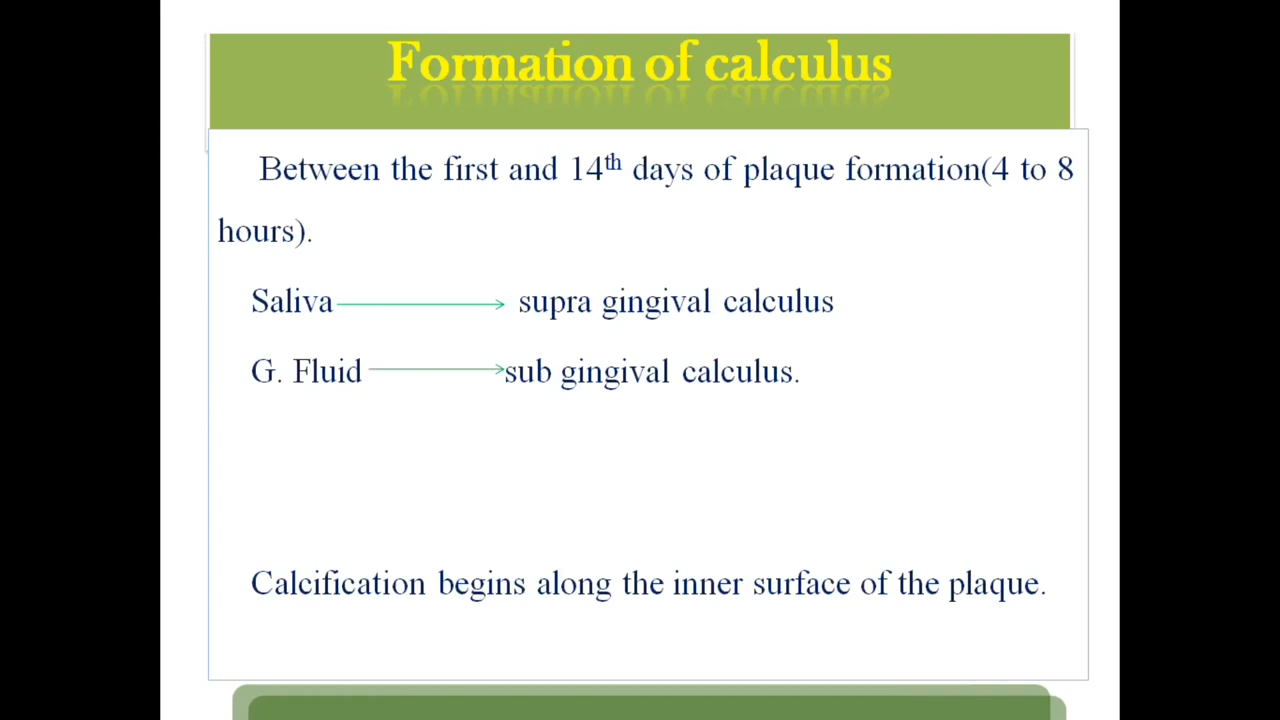 Formation of calculus
Between the first and 14th days of plaque formation(4 to 8
hours).
Saliva supra gingival calculus
G. Fluid sub gingival calculus.
Calcification begins along the inner surface of the plaque.